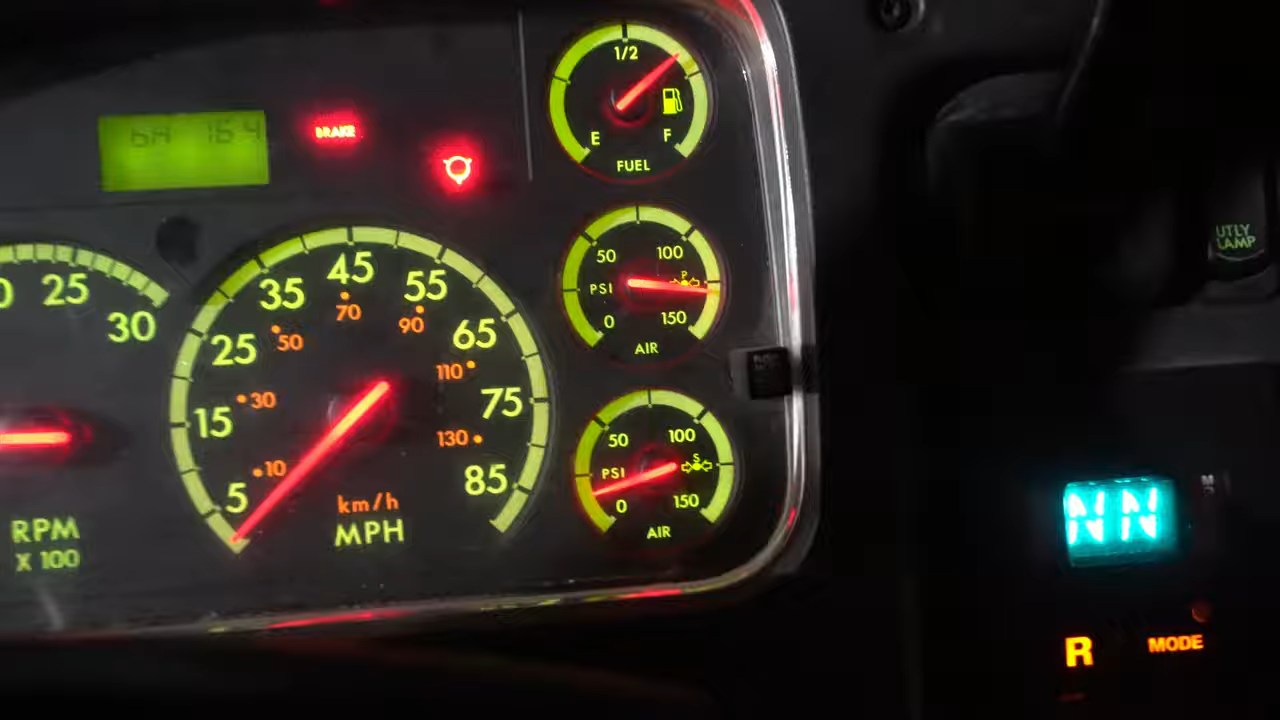 1/2
E F
FUEL
BRAKE
25
30
RPM
X 100
5
15
25
35
45
55
65
75
85
10
30
50
70
90
110
130
km/h
MPH
50 100
P
PSI
0 150
AIR
50 100
S
PSI
0 150
AIR
UTLY
LAMP
NN
R MODE